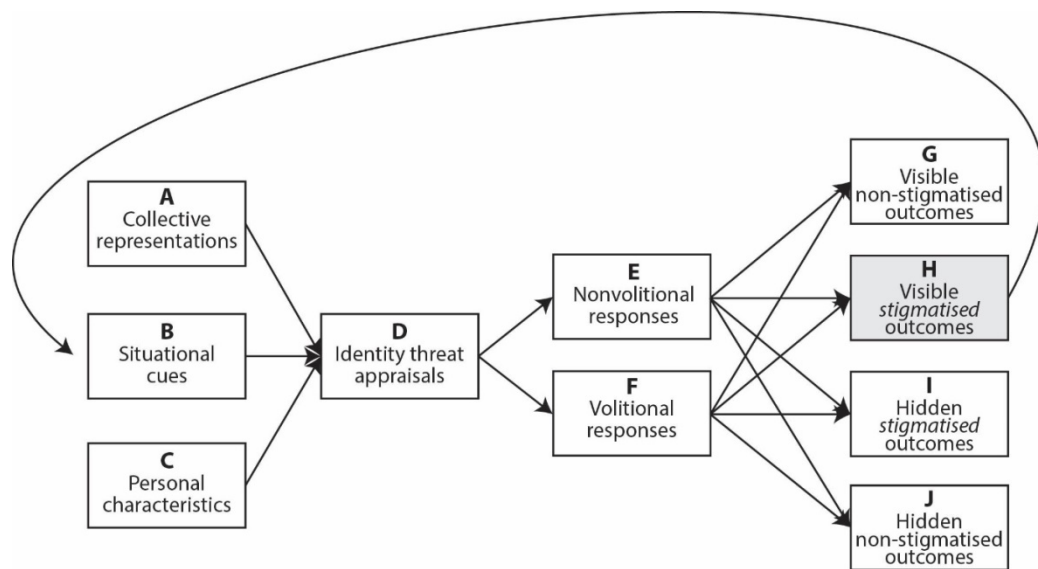 A
Collective
representations
B
Situational
cues
C
Personal
characteristics
D
Identity threat
appraisals
E
Nonvolitional
responses
F
Volitional
responses
G
Visible
non-stigmatised
outcomes
H
Visible
stigmatised
outcomes
I
Hidden
stigmatised
outcomes
J
Hidden
non-stigmatised
outcomes